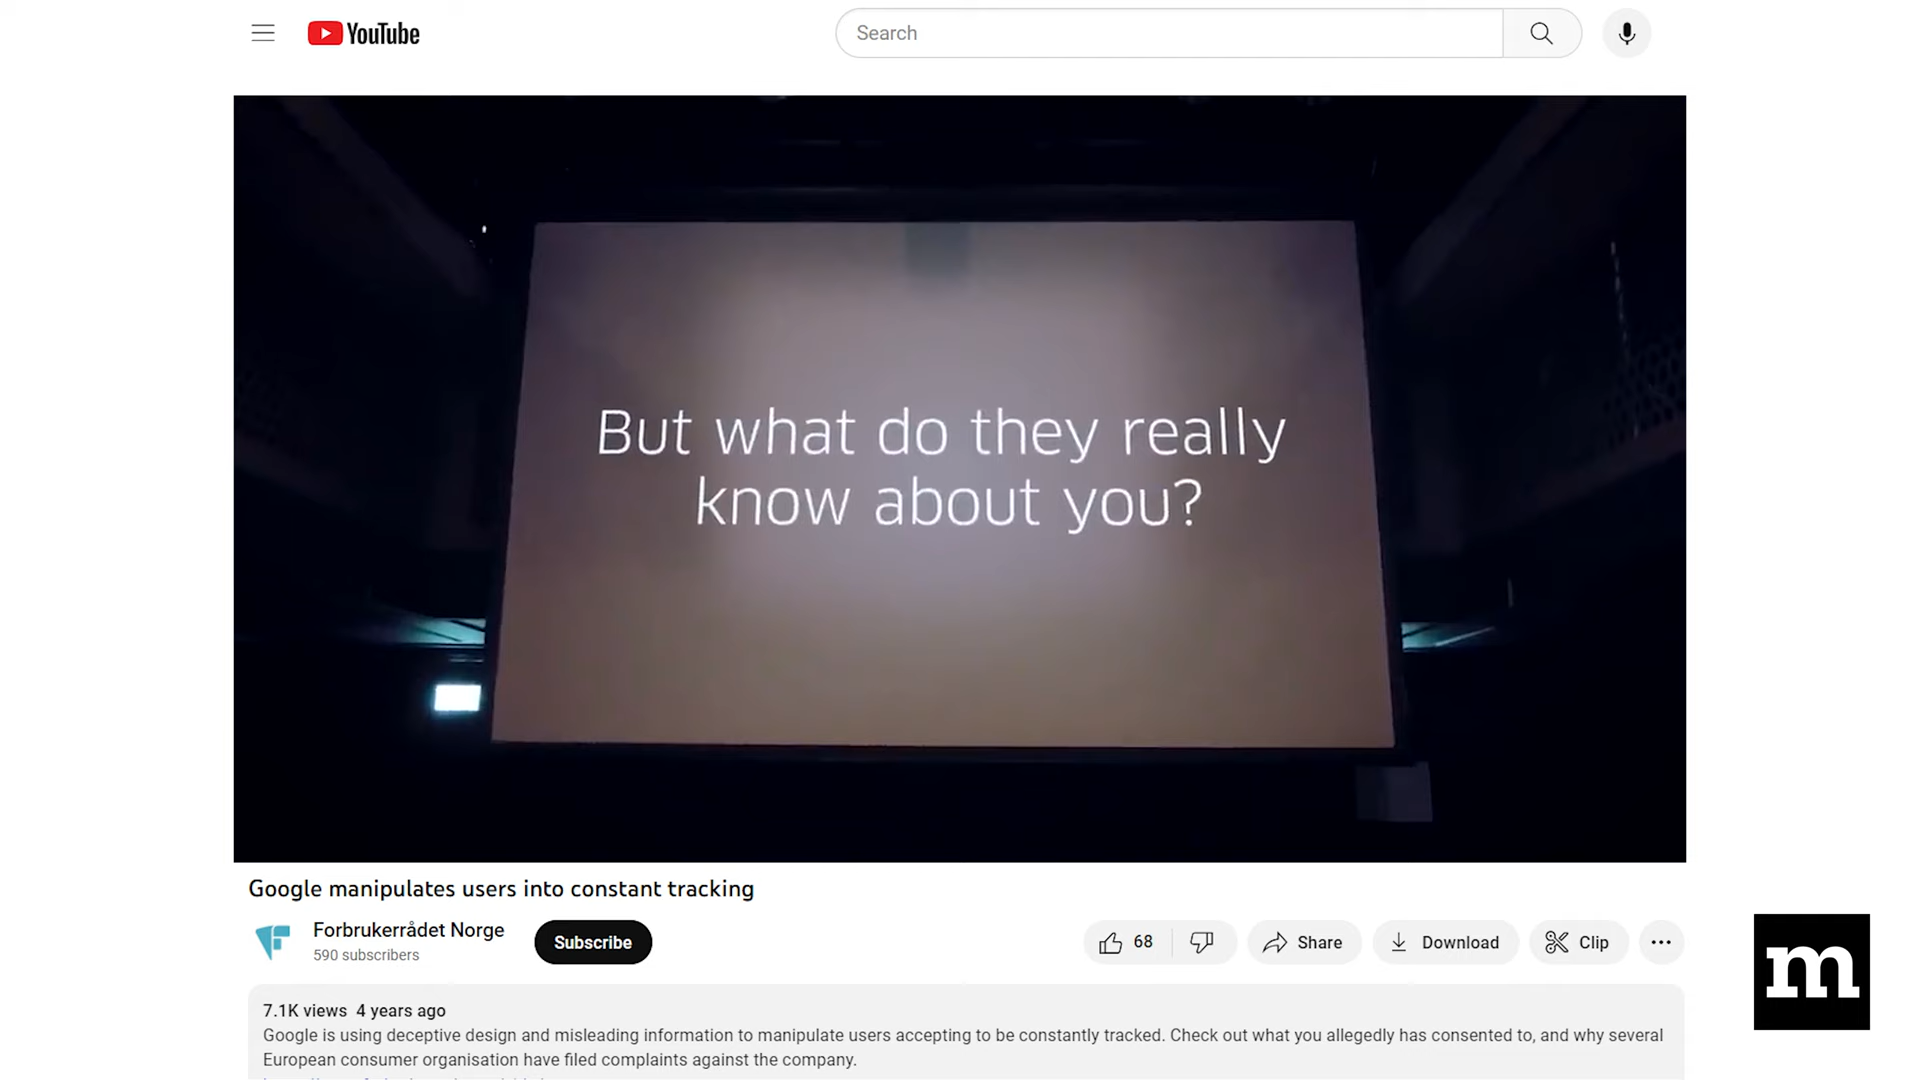 YouTube
Search
But what do they really
know about you?
Google manipulates users into constant tracking
Forbrukerrådet Norge
590 subscribers
Subscribe
68
Share
Download
Clip
7.1K views 4 years ago
Google is using deceptive design and misleading information to manipulate users accepting to be constantly tracked. Check out what you allegedly has consented to, and why several
European consumer organisation have filed complaints against the company.
m